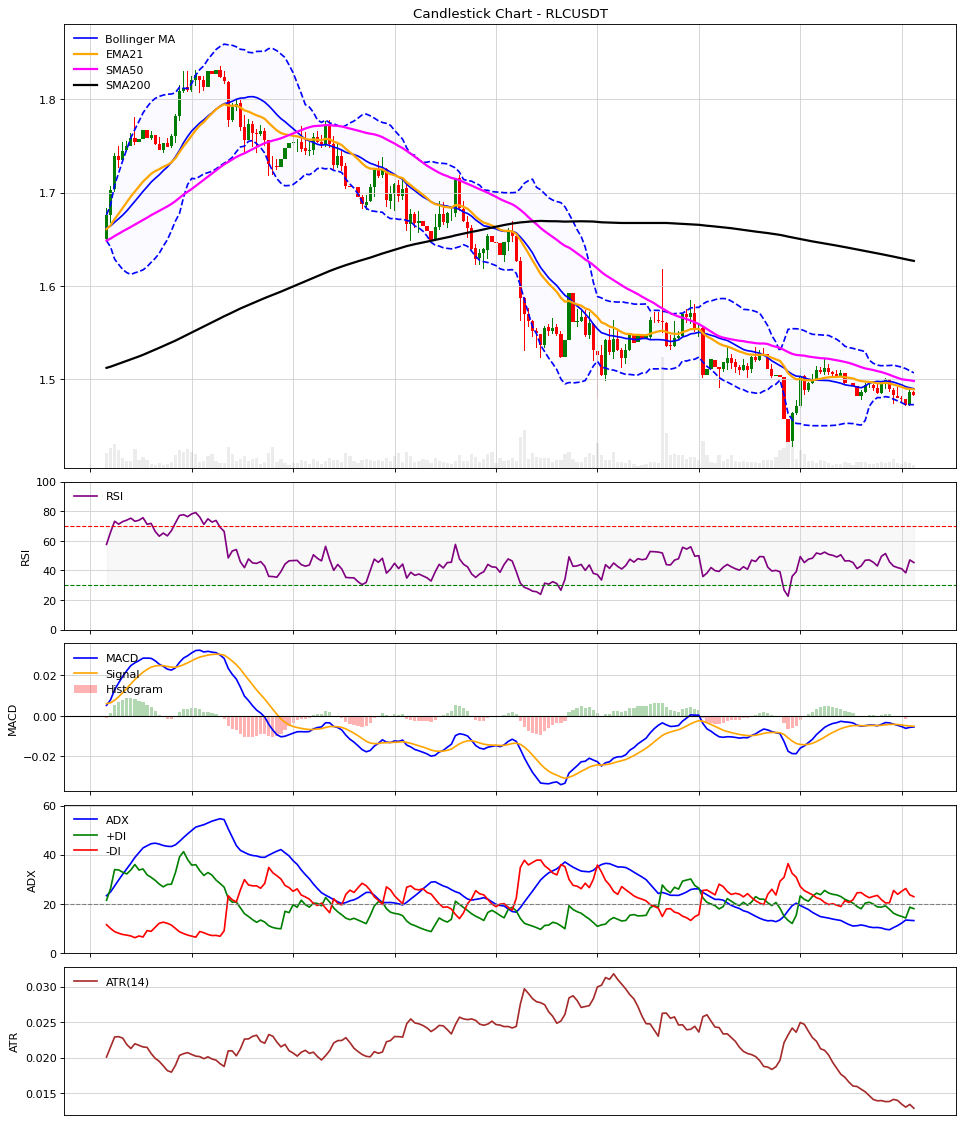 Candlestick Chart - RLCUSDT
Bollinger MA
EMA21
SMA50
SMA200
1.8
1.7
1.6
1.5
RSI
100
80
60
40
20
0
RSI
MACD
Signal
Histogram
0.02
0.00
−0.02
MACD
ADX
+DI
-DI
60
40
20
0
ADX
ATR(14)
0.030
0.025
0.020
0.015
ATR